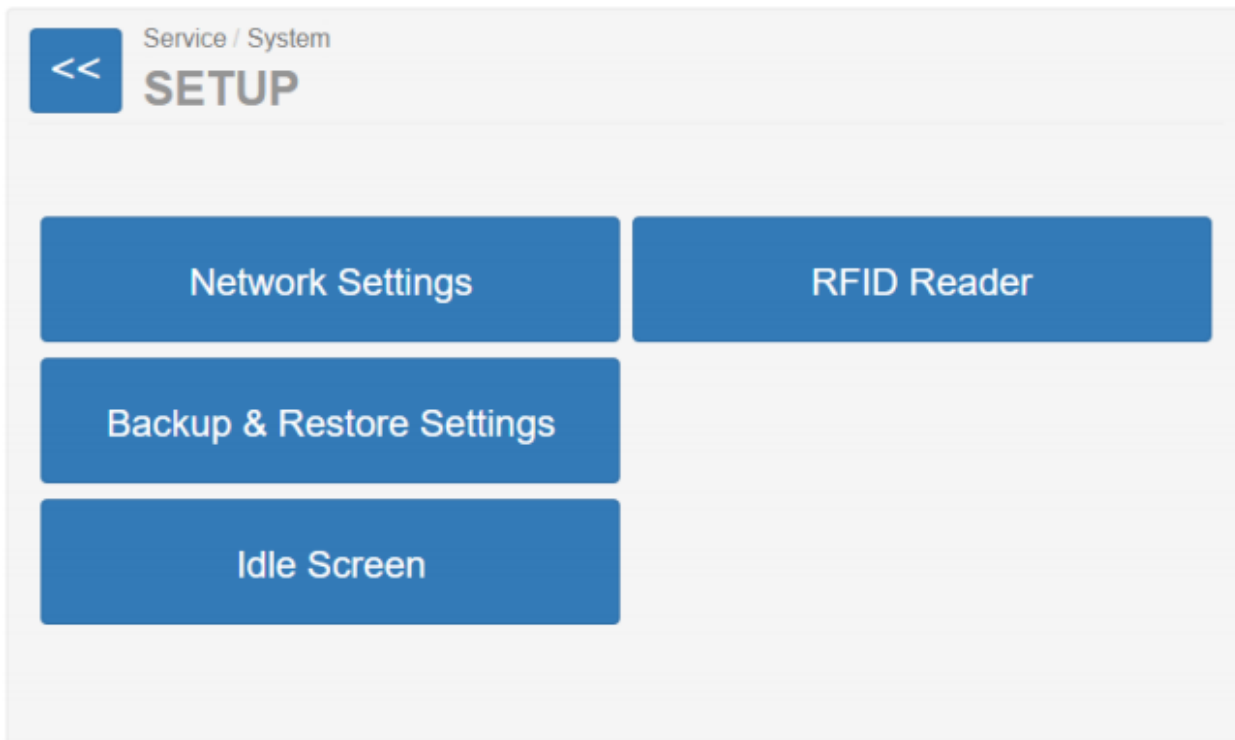 <<
Service / System
SETUP
Network Settings
RFID Reader
Backup & Restore Settings
Idle Screen